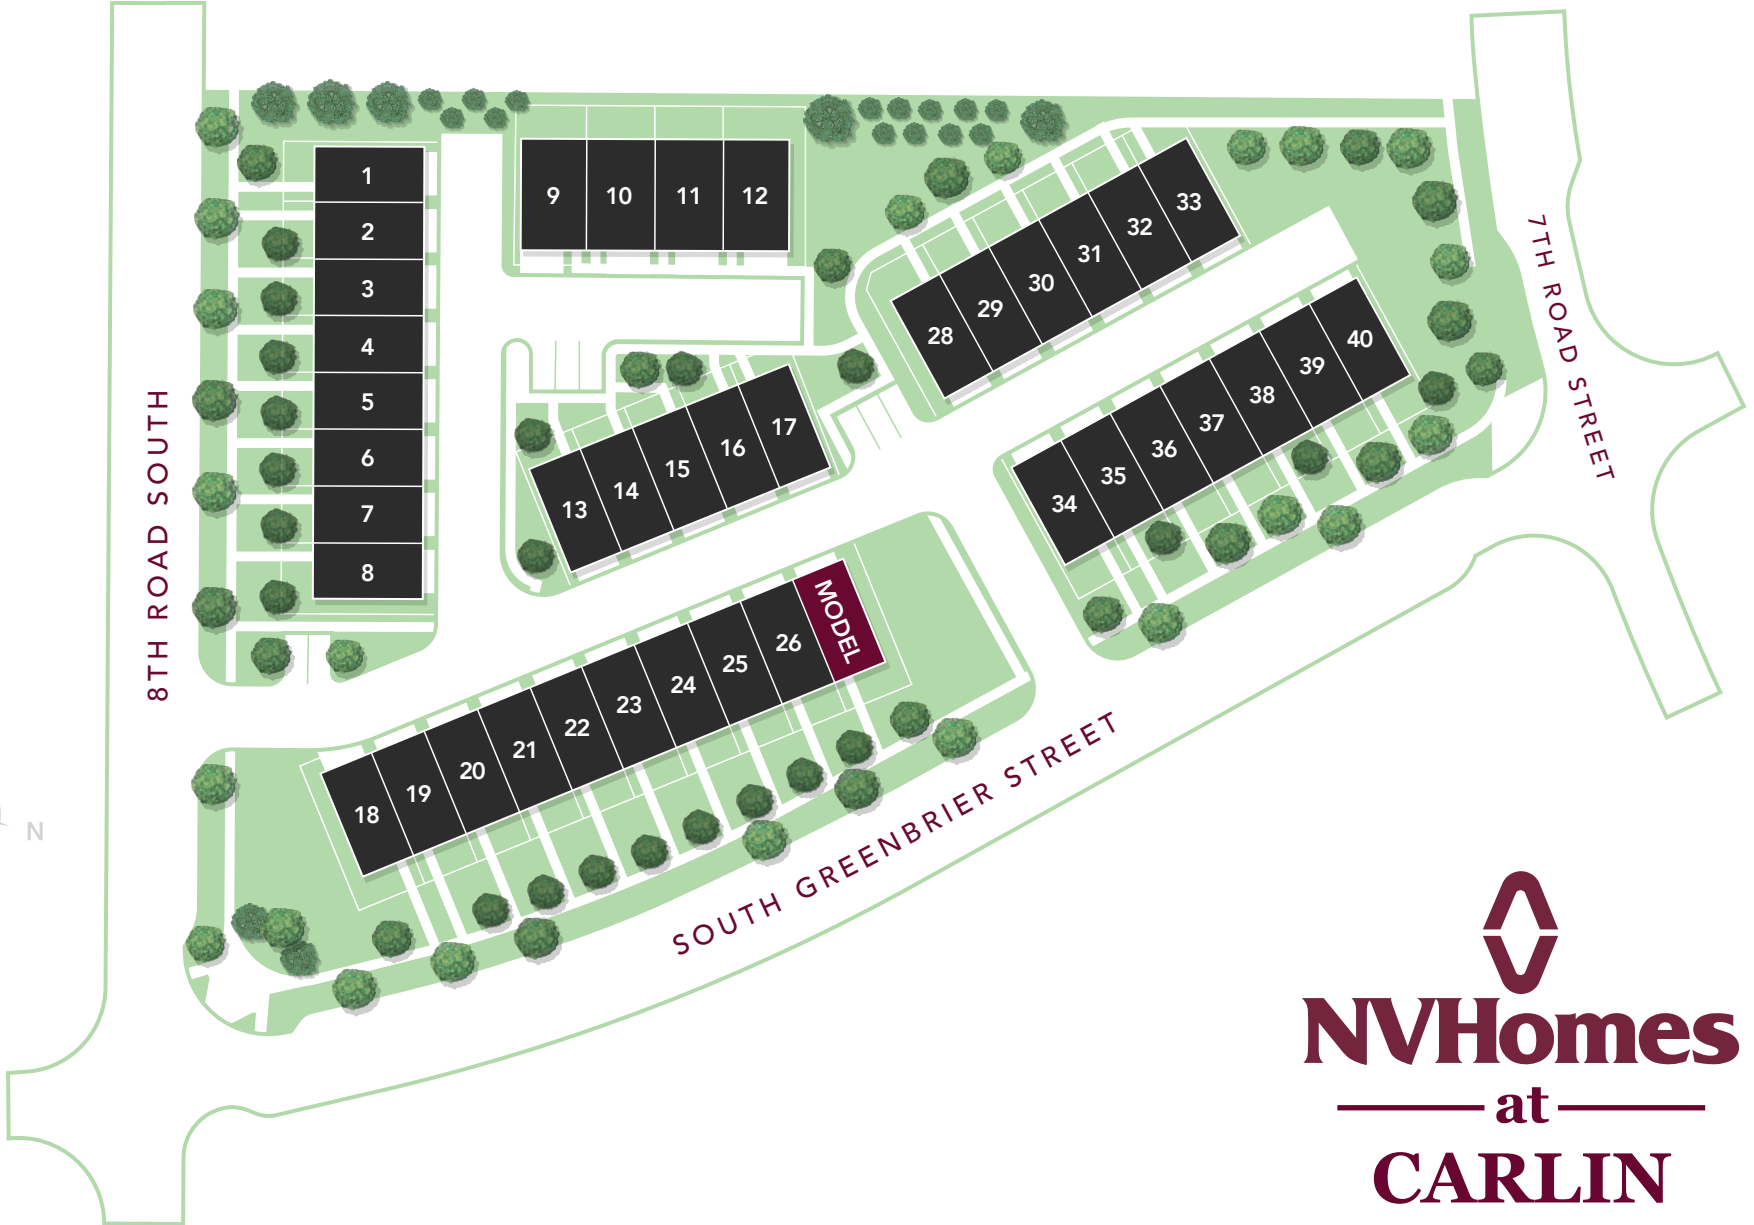 1
2
3
4
5
6
7
8
9 10 11 12
13 14 15 16 17
18 19 20 21 22 23 24 25 26 MODEL
28 29 30 31 32 33
34 35 36 37 38 39 40
8TH ROAD SOUTH
7TH ROAD STREET
SOUTH GREENBRIER STREET
N
NVHomes
at
CARLIN